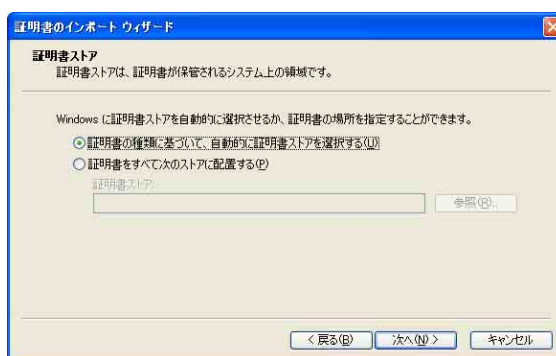 証明書のインポート ウィザード
証明書ストア
証明書ストアは、証明書が保管されるシステム上の領域です。
Windows に証明書ストアを自動的に選択させるか、証明書の場所を指定することができます。
証明書の種類に基づいて、自動的に証明書ストアを選択する(U)
証明書をすべて次のストアに配置する(P)
証明書ストア:
参照(R)...
< 戻る(B)
次へ(N) >
キャンセル